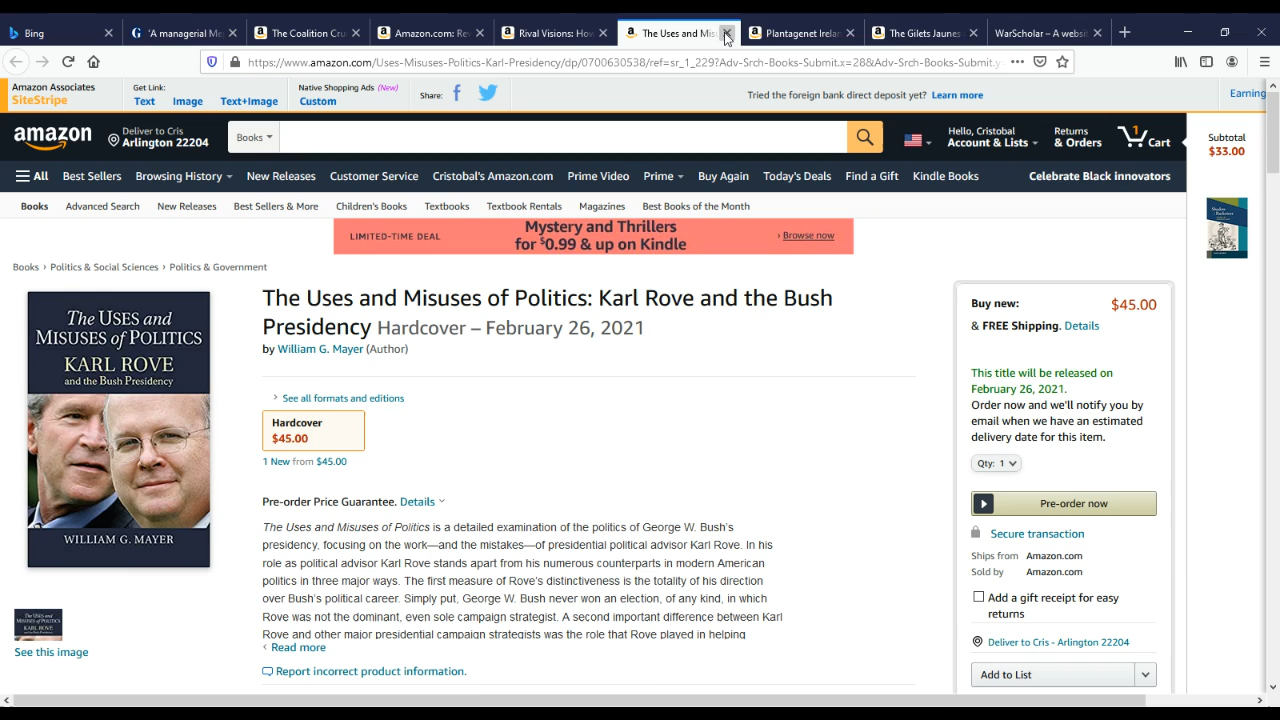 Bing
'A managerial Me
The Coalition Cru
Amazon.com: Re
Rival Visions: Ho
The Uses and Mis
Plantagenet Irelan
The Gilets Jaunes
WarScholar – A websi
https://www.amazon.com/Uses-Misuses-Politics-Karl-Presidency/dp/0700630538/ref=sr_1_229?Adv-Srch-Books-Submit.x=28&Adv-Srch-Books-Submit.y
Amazon Associates
SiteStripe
Get Link:
Text Image Text+Image
Native Shopping Ads (New)
Custom
Share:
Tried the foreign bank direct deposit yet? Learn more
Earning
amazon
Deliver to Cris
Arlington 22204
Books
Hello, Cristobal
Account & Lists
Returns
& Orders
1
Cart
Subtotal
$33.00
All Best Sellers Browsing History New Releases Customer Service Cristobal's Amazon.com Prime Video Prime Buy Again Today's Deals Find a Gift Kindle Books Celebrate Black innovators
Books Advanced Search New Releases Best Sellers & More Children's Books Textbooks Textbook Rentals Magazines Best Books of the Month
LIMITED-TIME DEAL
Mystery and Thrillers
for $0.99 & up on Kindle
› Browse now
Books › Politics & Social Sciences › Politics & Government
The USES and
MISUSES of POLITICS
KARL ROVE
and the Bush Presidency
WILLIAM G. MAYER
See this image
The Uses and Misuses of Politics: Karl Rove and the Bush
Presidency Hardcover – February 26, 2021
by William G. Mayer (Author)
See all formats and editions
Hardcover
$45.00
1 New from $45.00
Pre-order Price Guarantee. Details
The Uses and Misuses of Politics is a detailed examination of the politics of George W. Bush's
presidency, focusing on the work—and the mistakes—of presidential political advisor Karl Rove. In his
role as political advisor Karl Rove stands apart from his numerous counterparts in modern American
politics in three major ways. The first measure of Rove's distinctiveness is the totality of his direction
over Bush's political career. Simply put, George W. Bush never won an election, of any kind, in which
Rove was not the dominant, even sole campaign strategist. A second important difference between Karl
Rove and other major presidential campaign strategists was the role that Rove played in helping
Read more
Report incorrect product information.
Buy new: $45.00
& FREE Shipping. Details
This title will be released on
February 26, 2021.
Order now and we'll notify you by
email when we have an estimated
delivery date for this item.
Qty: 1
Pre-order now
Secure transaction
Ships from Amazon.com
Sold by Amazon.com
Add a gift receipt for easy
returns
Deliver to Cris - Arlington 22204
Add to List